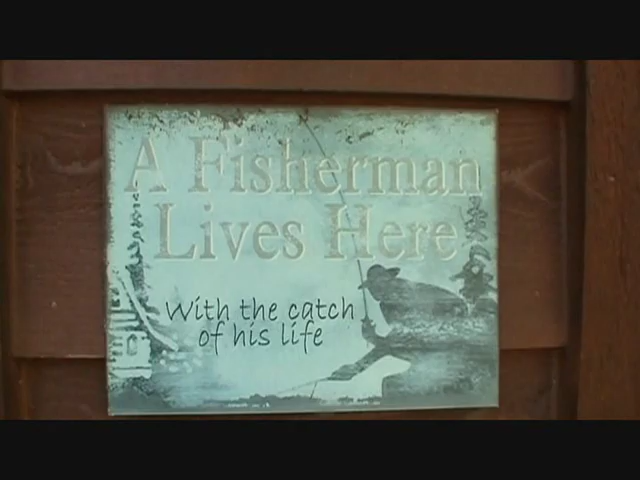 A Fisherman
Lives Here
With the catch
of his life